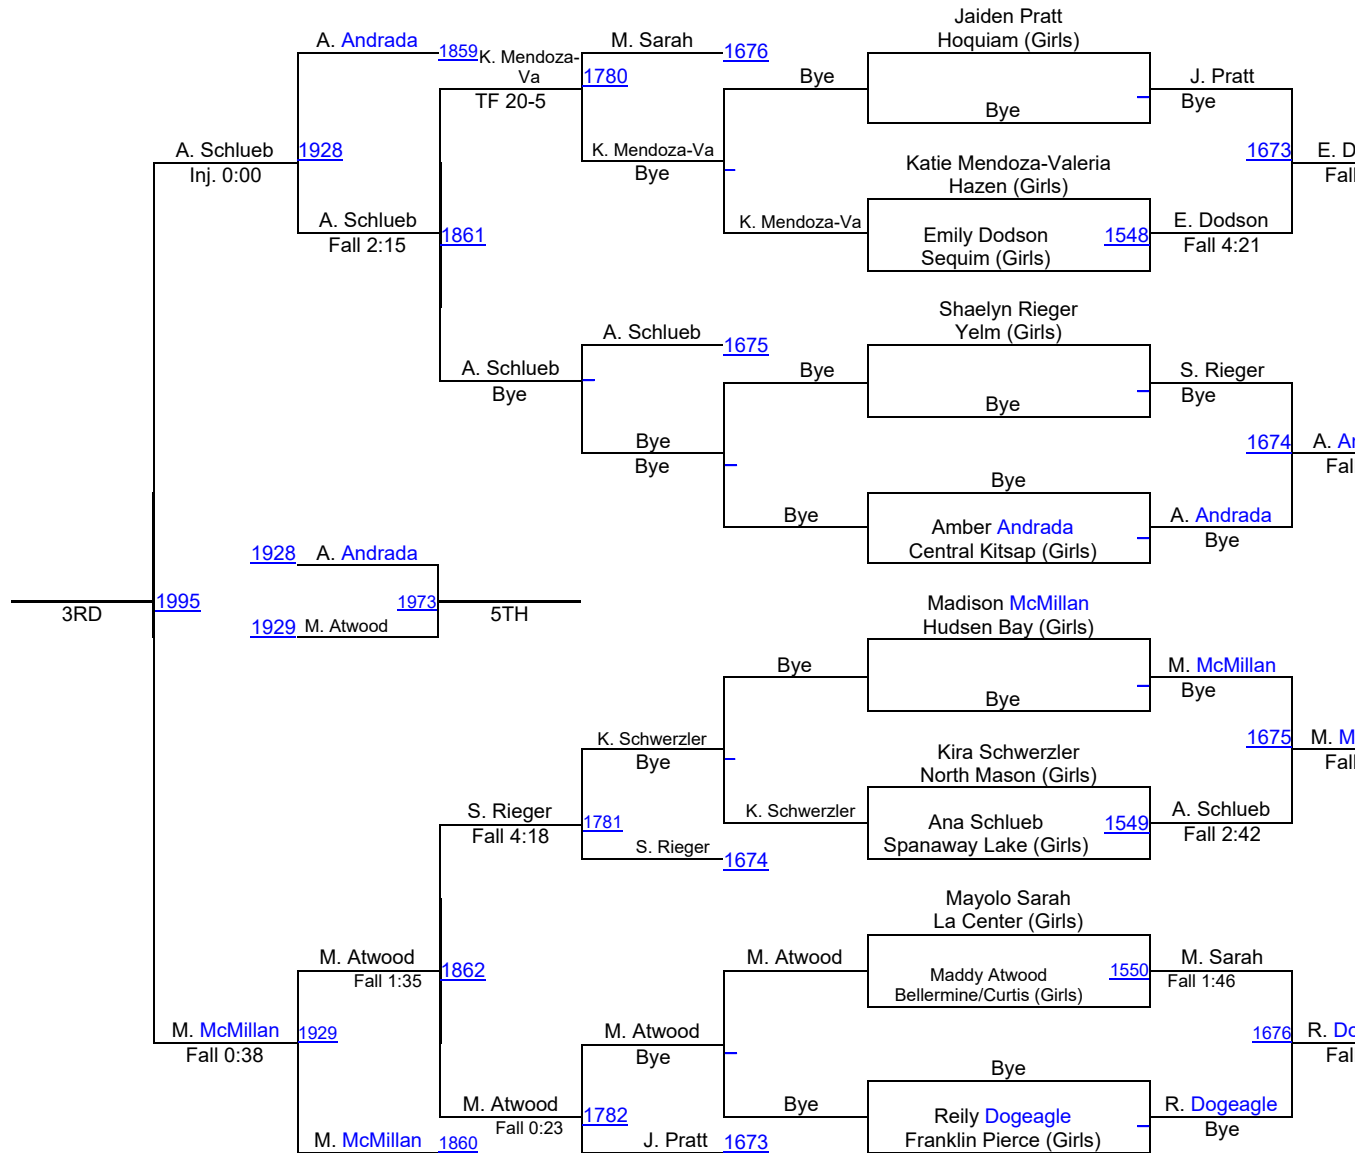 Jaiden Pratt
Hoquiam (Girls)
A. Andrada
1859
K. Mendoza-
Va
TF 20-5
M. Sarah
1676
1780
Bye
Bye
J. Pratt
Bye
A. Schlueb
Inj. 0:00
1928
K. Mendoza-Va
Bye
Katie Mendoza-Valeria
Hazen (Girls)
1673
E. D
Fall
A. Schlueb
Fall 2:15
1861
K. Mendoza-Va
Emily Dodson
Sequim (Girls)
1548
E. Dodson
Fall 4:21
Shaelyn Rieger
Yelm (Girls)
A. Schlueb
1675
A. Schlueb
Bye
Bye
Bye
S. Rieger
Bye
Bye
Bye
1674
A. Ar
Fal
Bye
Bye
Amber Andrada
Central Kitsap (Girls)
A. Andrada
Bye
1928
A. Andrada
3RD
1995
1973
5TH
1929
M. Atwood
Madison McMillan
Hudsen Bay (Girls)
Bye
Bye
M. McMillan
Bye
K. Schwerzler
Bye
Kira Schwerzler
North Mason (Girls)
1675
M. M
Fall
S. Rieger
Fall 4:18
1781
K. Schwerzler
Ana Schlueb
Spanaway Lake (Girls)
1549
A. Schlueb
Fall 2:42
S. Rieger
1674
Mayolo Sarah
La Center (Girls)
M. Atwood
Fall 1:35
1862
M. Atwood
Maddy Atwood
Bellermine/Curtis (Girls)
1550
M. Sarah
Fall 1:46
M. McMillan
Fall 0:38
1929
M. Atwood
Bye
1676
R. Do
Fal
Bye
M. Atwood
Fall 0:23
1782
Bye
Reily Dogeagle
Franklin Pierce (Girls)
R. Dogeagle
Bye
M. McMillan
1860
J. Pratt
1673